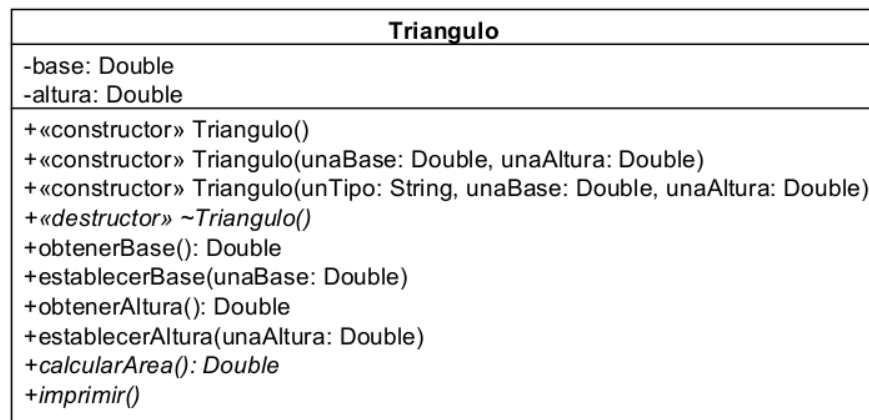 Triangulo
-base: Double
-altura: Double
+«constructor» Triangulo()
+«constructor» Triangulo(unaBase: Double, unaAltura: Double)
+«constructor» Triangulo(unTipo: String, unaBase: Double, unaAltura: Double)
+«destructor» ~Triangulo()
+obtenerBase(): Double
+establecerBase(unaBase: Double)
+obtenerAltura(): Double
+establecerAltura(unaAltura: Double)
+calcularArea(): Double
+imprimir()